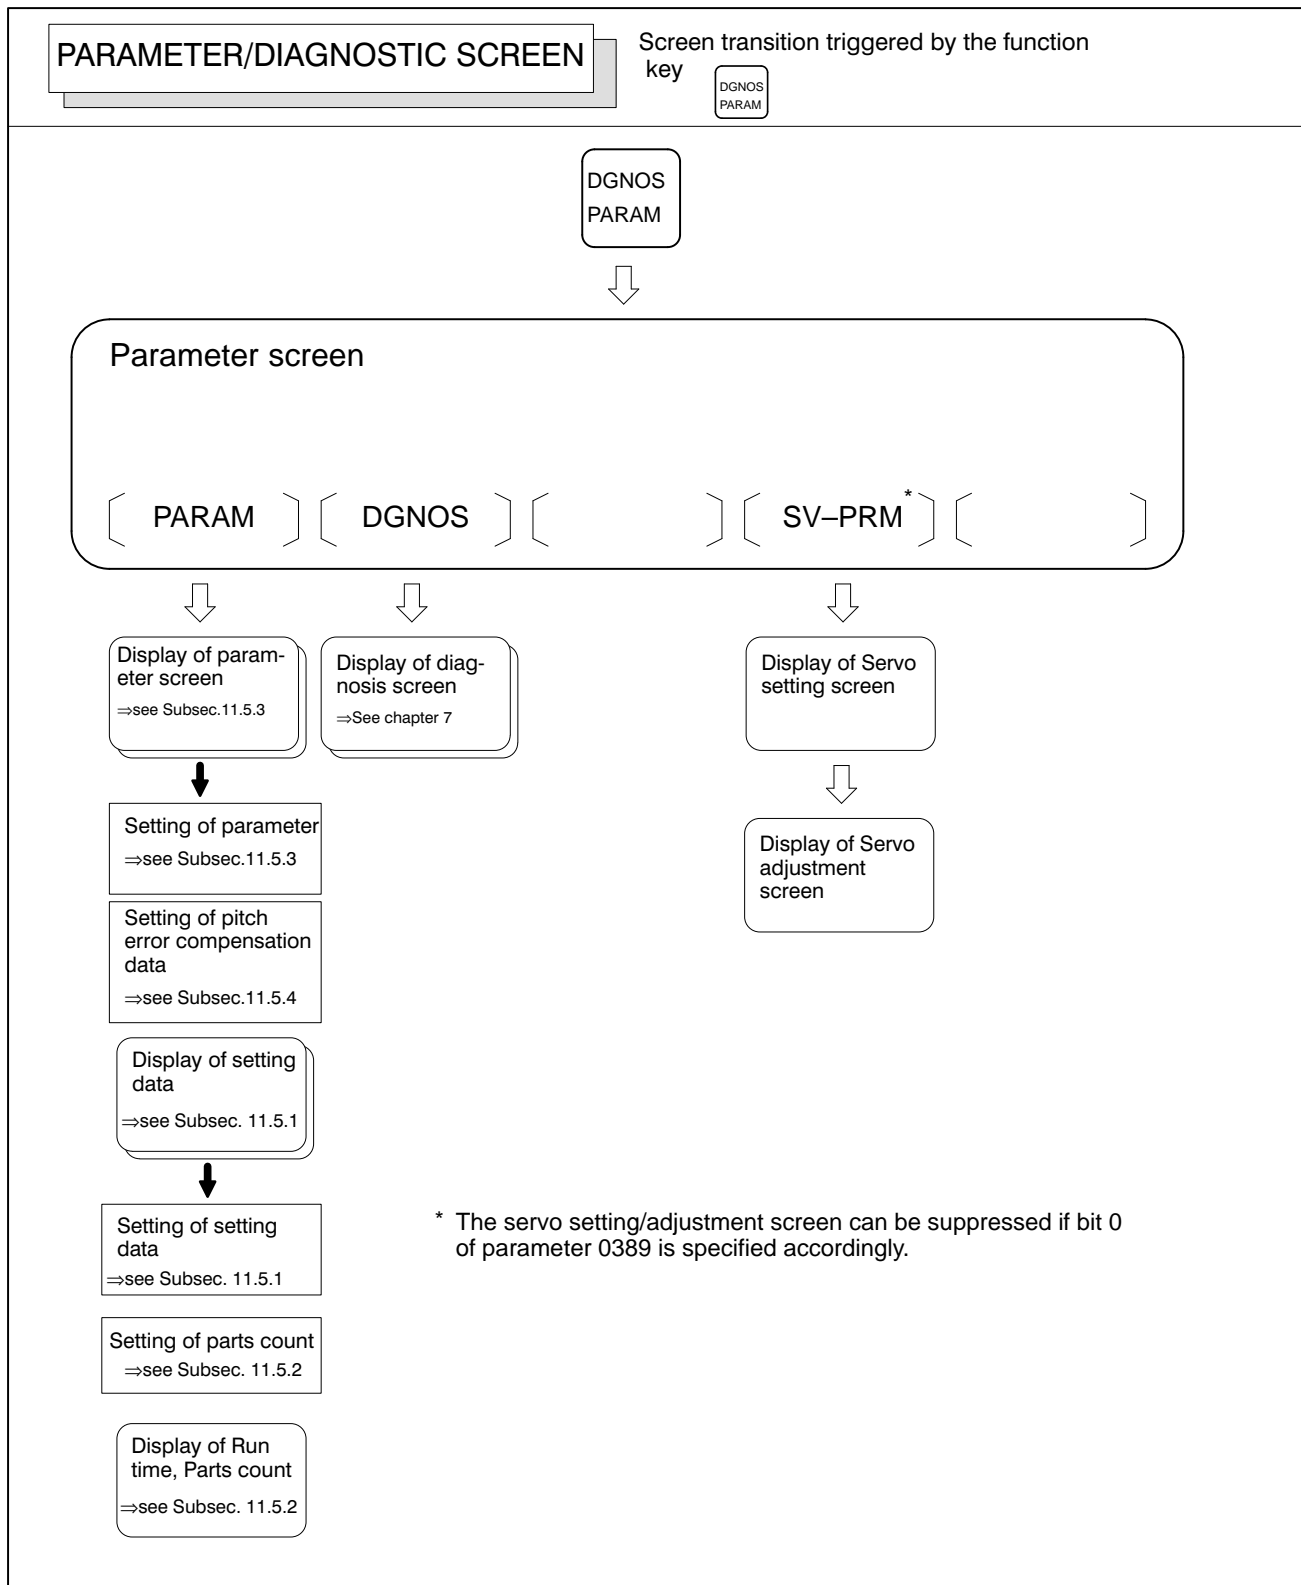 PARAMETER/DIAGNOSTIC SCREEN
Screen transition triggered by the function
key
DGNOS
PARAM
DGNOS
PARAM
Parameter screen
PARAM
DGNOS
SV–PRM *
Display of param-
eter screen
⇒see Subsec.11.5.3
Display of diag-
nosis screen
⇒See chapter 7
Display of Servo
setting screen
Setting of parameter
⇒see Subsec.11.5.3
Display of Servo
adjustment
screen
Setting of pitch
error compensation
data
⇒see Subsec.11.5.4
Display of setting
data
⇒see Subsec. 11.5.1
Setting of setting
data
⇒see Subsec. 11.5.1
* The servo setting/adjustment screen can be suppressed if bit 0
of parameter 0389 is specified accordingly.
Setting of parts count
⇒see Subsec. 11.5.2
Display of Run
time, Parts count
⇒see Subsec. 11.5.2